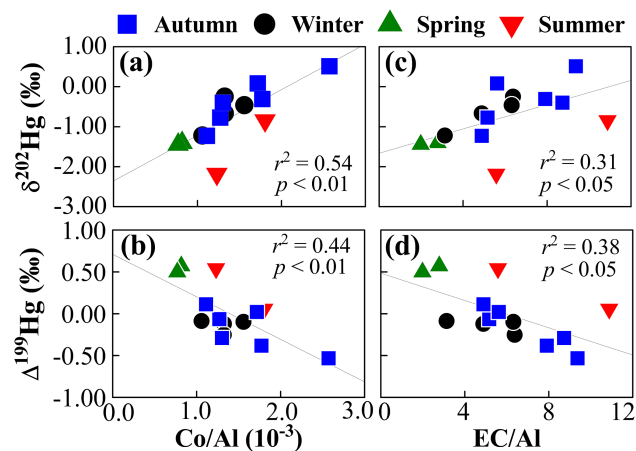 Autumn Winter Spring Summer
1.00
0.00
-1.00
-2.00
-3.00
δ²⁰²Hg (‰)
(a)
r² = 0.54
p < 0.01
(c)
r² = 0.31
p < 0.05
1.00
0.50
0.00
-0.50
-1.00
Δ¹⁹⁹Hg (‰)
(b)
r² = 0.44
p < 0.01
(d)
r² = 0.38
p < 0.05
0.0 1.0 2.0 3.0
Co/Al (10⁻³)
4 8 12
EC/Al